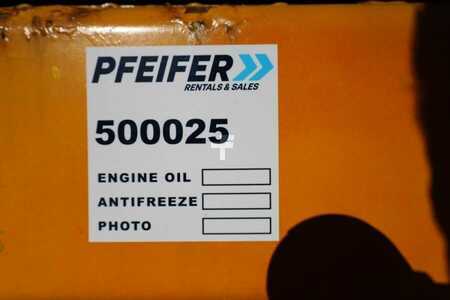 PFEIFER
RENTALS & SALES
500025
ENGINE OIL
ANTIFREEZE
PHOTO